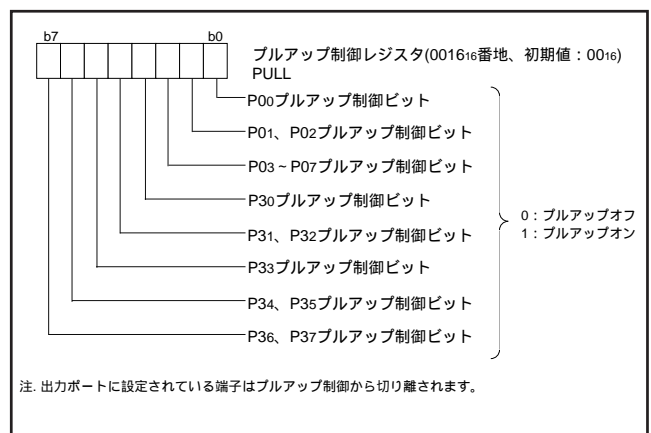 b7 b0
プルアップ制御レジスタ(001616番地、初期値：0016)
PULL
P00プルアップ制御ビット
P01、P02プルアップ制御ビット
P03~P07プルアップ制御ビット
P30プルアップ制御ビット
P31、P32プルアップ制御ビット
P33プルアップ制御ビット
P34、P35プルアップ制御ビット
P36、P37プルアップ制御ビット
0：プルアップオフ
1：プルアップオン
注. 出力ポートに設定されている端子はプルアップ制御から切り離されます。